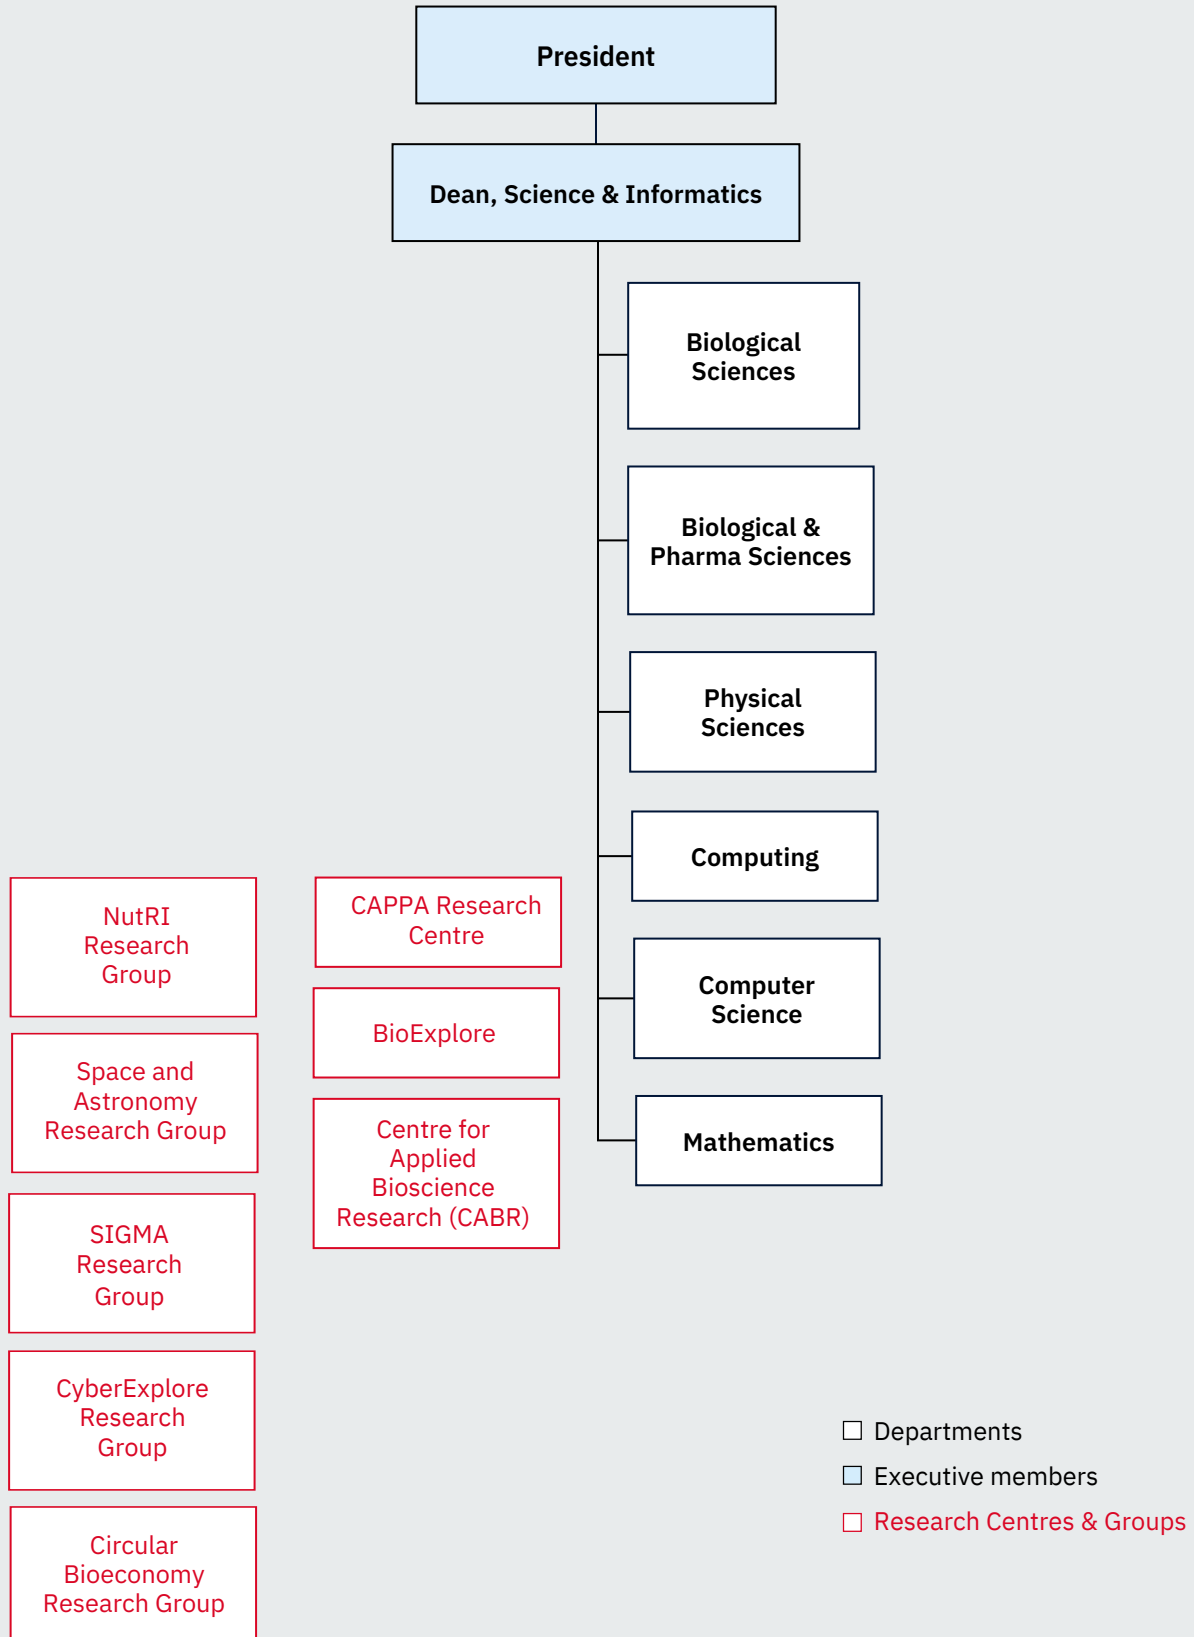 President
Dean, Science & Informatics
Biological
Sciences
Biological &
Pharma Sciences
Physical
Sciences
Computing
Computer
Science
Mathematics
NutRI
Research
Group
Space and
Astronomy
Research Group
SIGMA
Research
Group
CyberExplore
Research
Group
Circular
Bioeconomy
Research Group
CAPPA Research
Centre
BioExplore
Centre for
Applied
Bioscience
Research (CABR)
Departments
Executive members
Research Centres & Groups